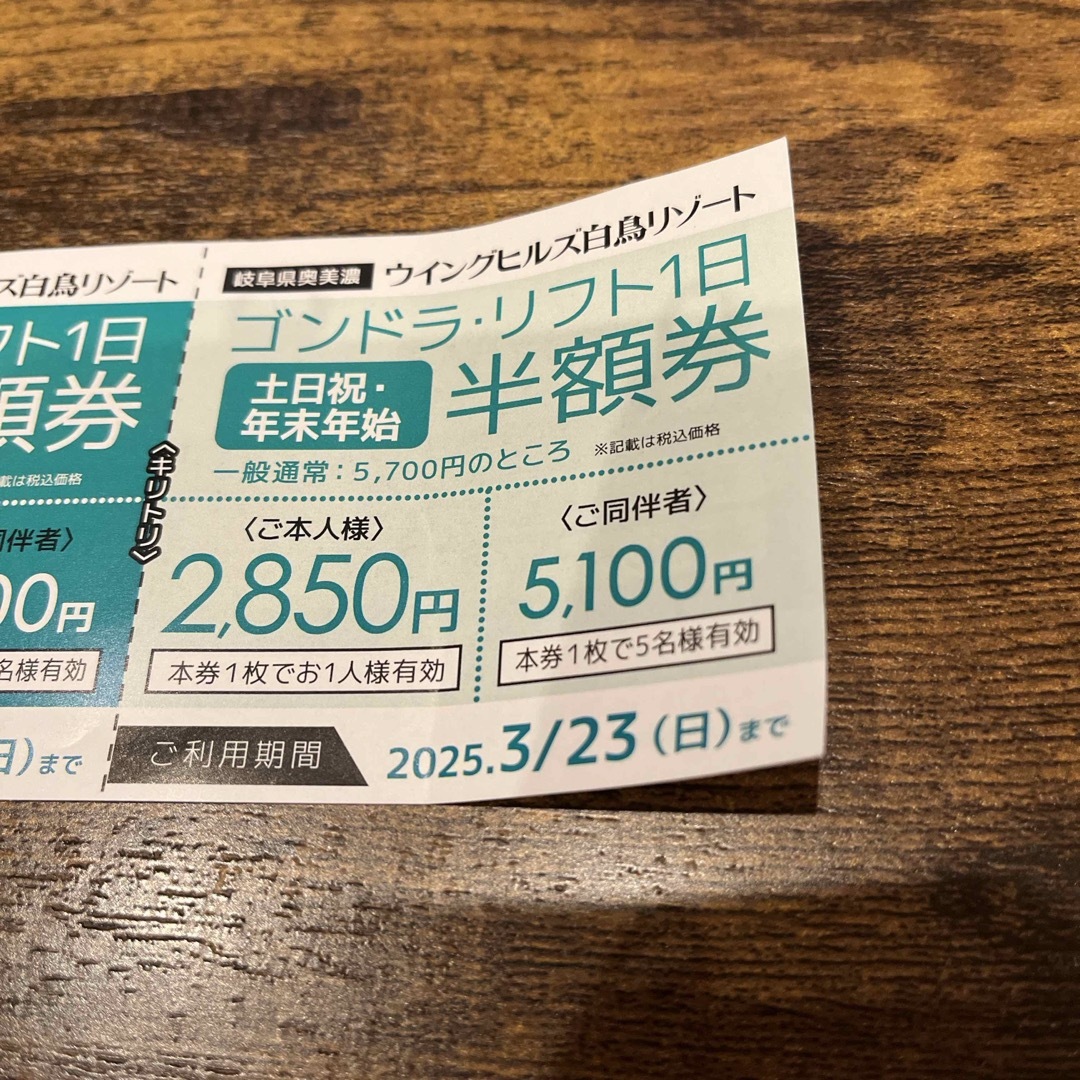 ズ白鳥リゾート
フト1日
額券
載は税込価格
同伴者〉
00円
名様有効
日）まで
〈キリトリ〉
岐阜県奥美濃 ウイングヒルズ白鳥リゾート
ゴンドラ・リフト1日
土日祝・
年末年始
半額券
一般通常：5,700円のところ ※記載は税込価格
〈ご本人様〉
2,850円
本券1枚でお1人様有効
〈ご同伴者〉
5,100円
本券1枚で5名様有効
ご利用期間 2025.3/23（日）まで